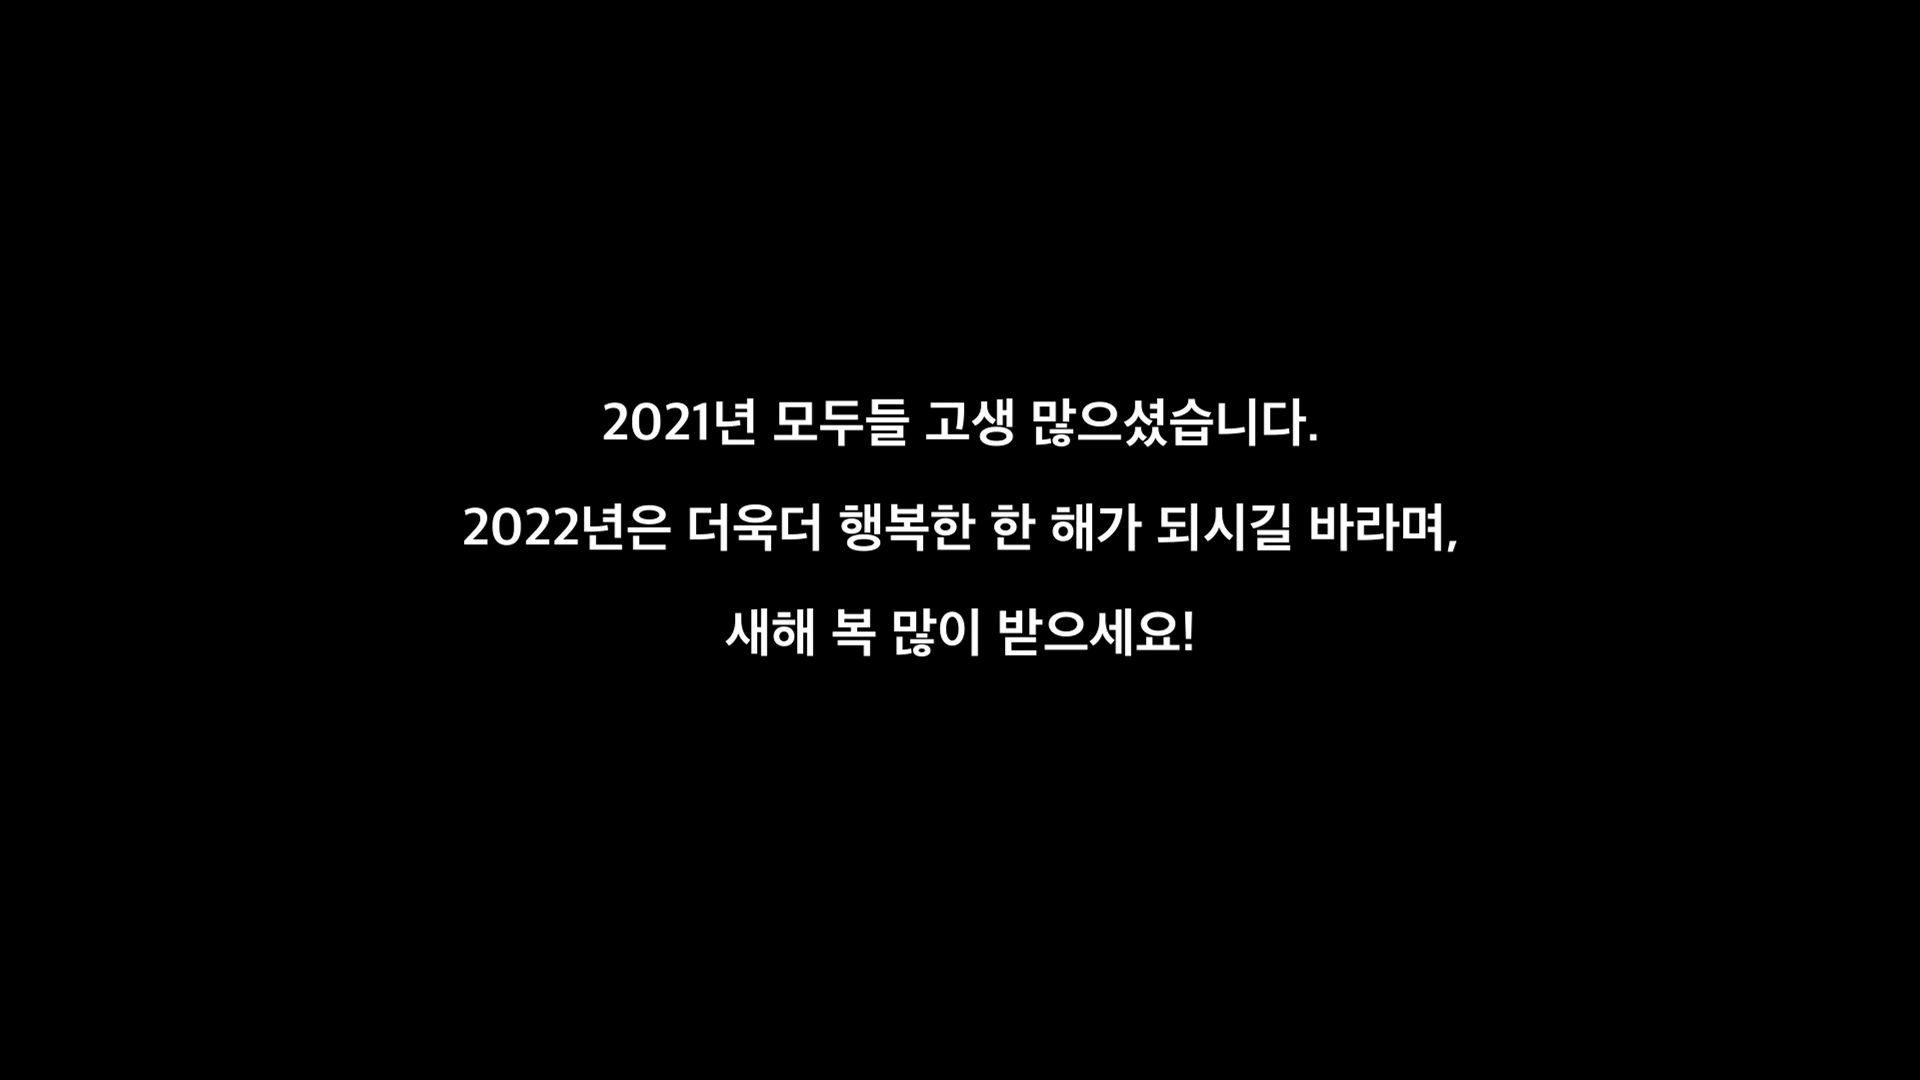 2021년 모두들 고생 많으셨습니다.
2022년은 더욱더 행복한 한 해가 되시길 바라며,
새해 복 많이 받으세요!